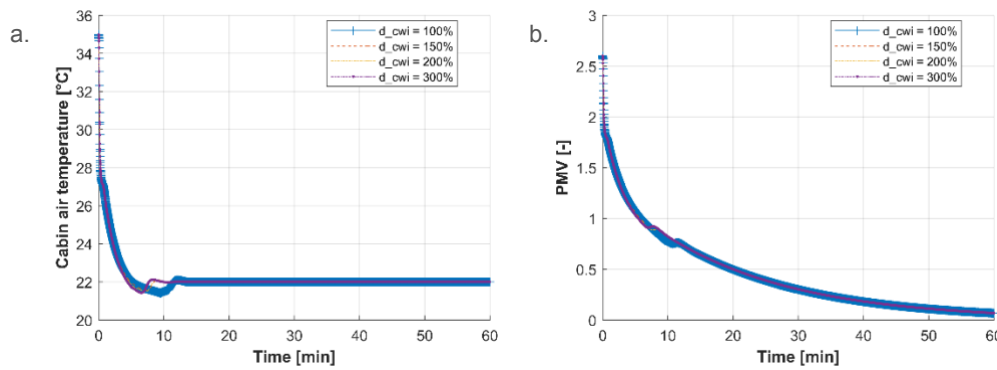 a.
36
34
32
30
28
26
24
22
20
0
10
20
30
40
50
60
Cabin air temperature [°C]
Time [min]
d_cwi = 100%
d_cwi = 150%
d_cwi = 200%
d_cwi = 300%
b.
3
2.5
2
1.5
1
0.5
0
0
10
20
30
40
50
60
PMV [-]
Time [min]
d_cwi = 100%
d_cwi = 150%
d_cwi = 200%
d_cwi = 300%